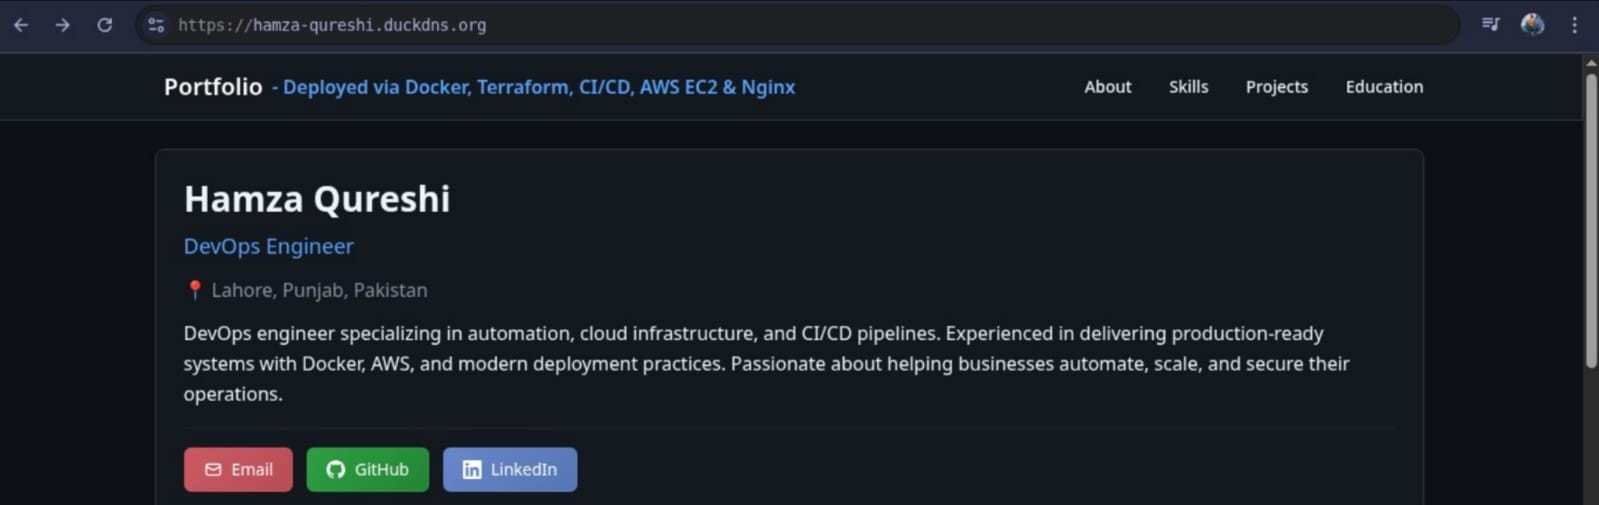 https://hamza-qureshi.duckdns.org
Portfolio - Deployed via Docker, Terraform, CI/CD, AWS EC2 & Nginx
About Skills Projects Education
Hamza Qureshi
DevOps Engineer
Lahore, Punjab, Pakistan
DevOps engineer specializing in automation, cloud infrastructure, and CI/CD pipelines. Experienced in delivering production-ready
systems with Docker, AWS, and modern deployment practices. Passionate about helping businesses automate, scale, and secure their
operations.
Email GitHub LinkedIn